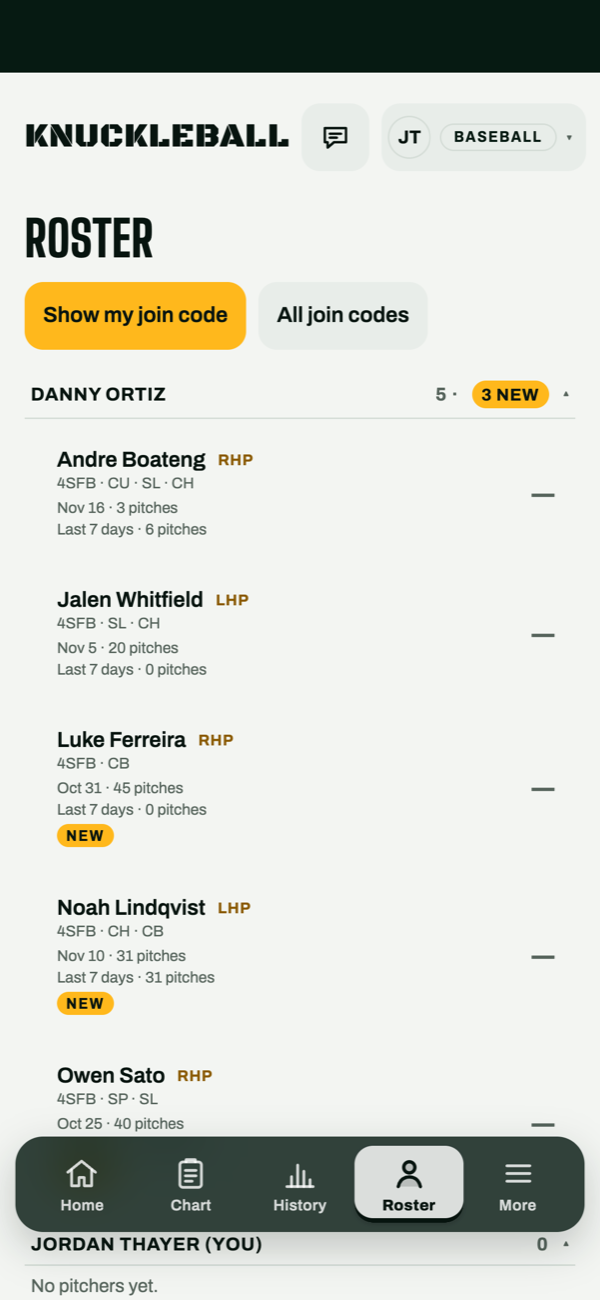 KNUCKLEBALL
JT BASEBALL
ROSTER
Show my join code
All join codes
DANNY ORTIZ 5 · 3 NEW
Andre Boateng RHP
4SFB · CU · SL · CH
Nov 16 · 3 pitches
Last 7 days · 6 pitches
—
Jalen Whitfield LHP
4SFB · SL · CH
Nov 5 · 20 pitches
Last 7 days · 0 pitches
—
Luke Ferreira RHP
4SFB · CB
Oct 31 · 45 pitches
Last 7 days · 0 pitches
NEW
—
Noah Lindqvist LHP
4SFB · CH · CB
Nov 10 · 31 pitches
Last 7 days · 31 pitches
NEW
—
Owen Sato RHP
4SFB · SP · SL
Oct 25 · 40 pitches
—
Home
Chart
History
Roster
More
JORDAN THAYER (YOU) 0
No pitchers yet.